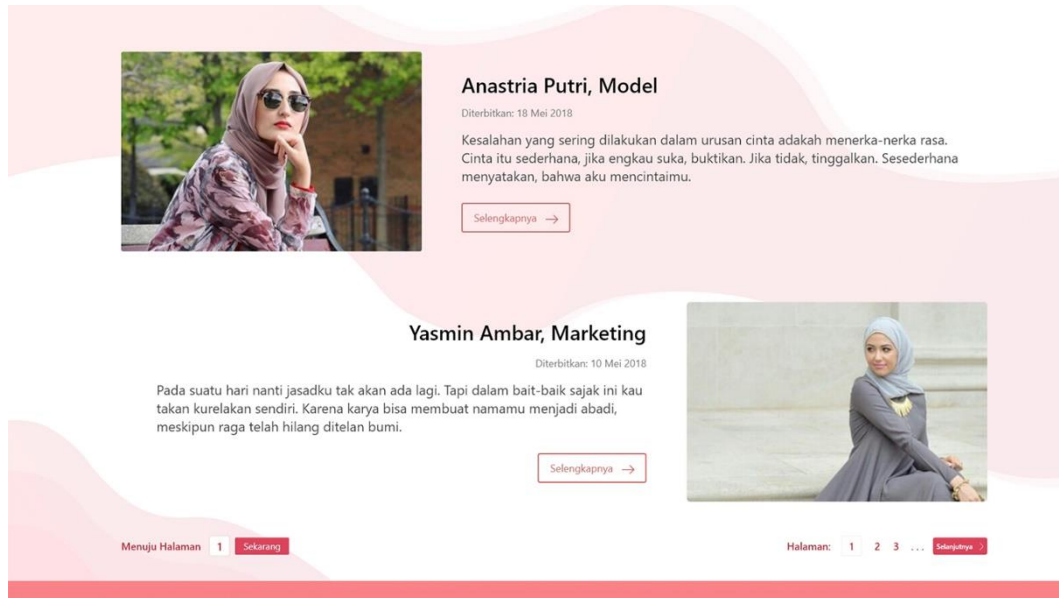 Anastria Putri, Model
Diterbitkan: 18 Mei 2018
Kesalahan yang sering dilakukan dalam urusan cinta adakah menerka-nerka rasa.
Cinta itu sederhana, jika engkau suka, buktikan. Jika tidak, tinggalkan. Sesederhana
menyatakan, bahwa aku mencintaimu.
Selengkapnya
Yasmin Ambar, Marketing
Diterbitkan: 10 Mei 2018
Pada suatu hari nanti jasadku tak akan ada lagi. Tapi dalam bait-baik sajak ini kau
takan kurelakan sendiri. Karena karya bisa membuat namamu menjadi abadi,
meskipun raga telah hilang ditelan bumi.
Selengkapnya
Menuju Halaman 1 Sekarang
Halaman: 1 2 3 ... Selanjutnya